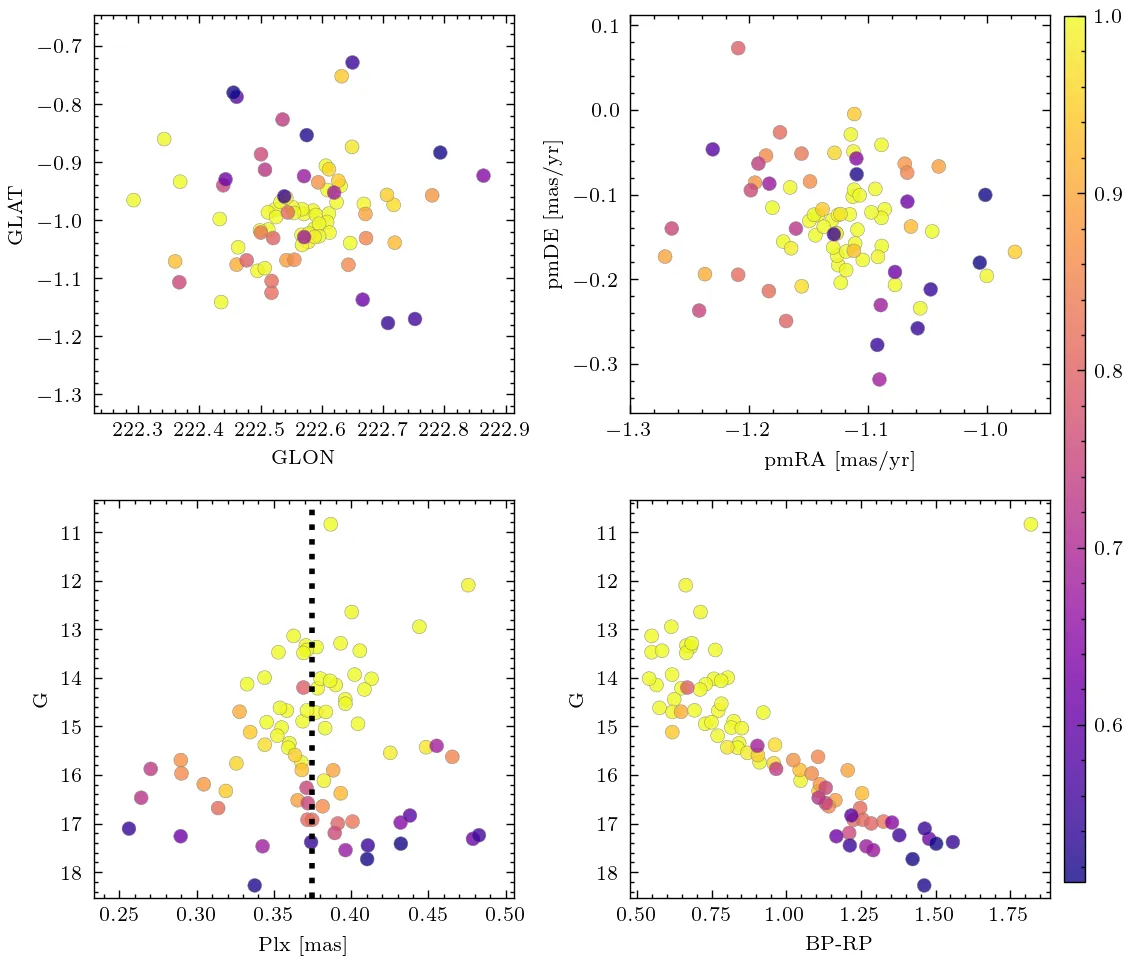 −0.7
−0.8
−0.9
−1.0
−1.1
−1.2
−1.3
GLAT
222.3 222.4 222.5 222.6 222.7 222.8 222.9
GLON
0.1
0.0
−0.1
−0.2
−0.3
pmDE [mas/yr]
−1.3 −1.2 −1.1 −1.0
pmRA [mas/yr]
1.0
0.9
0.8
0.7
0.6
11
12
13
14
15
16
17
18
G
0.25 0.30 0.35 0.40 0.45 0.50
Plx [mas]
11
12
13
14
15
16
17
18
G
0.50 0.75 1.00 1.25 1.50 1.75
BP-RP